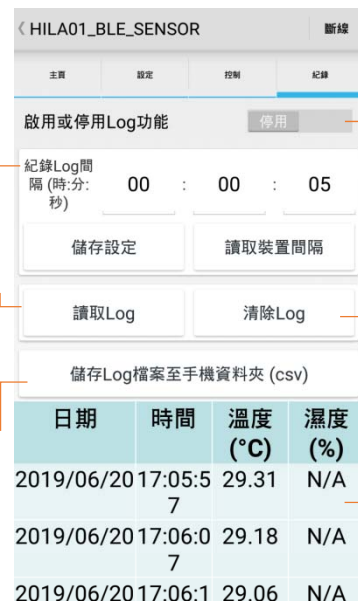 HILA01_BLE_SENSOR 斷線
主頁 設定 控制 紀錄
啟用或停用Log功能 停用
紀錄Log間
隔 (時:分:
秒)
00 : 00 : 05
儲存設定 讀取裝置間隔
讀取Log 清除Log
儲存Log檔案至手機資料夾 (csv)
日期 時間 溫度 濕度
(°C) (%)
2019/06/20 17:05:5 29.31 N/A
7
2019/06/20 17:06:0 29.18 N/A
7
2019/06/20 17:06:1 29.06 N/A